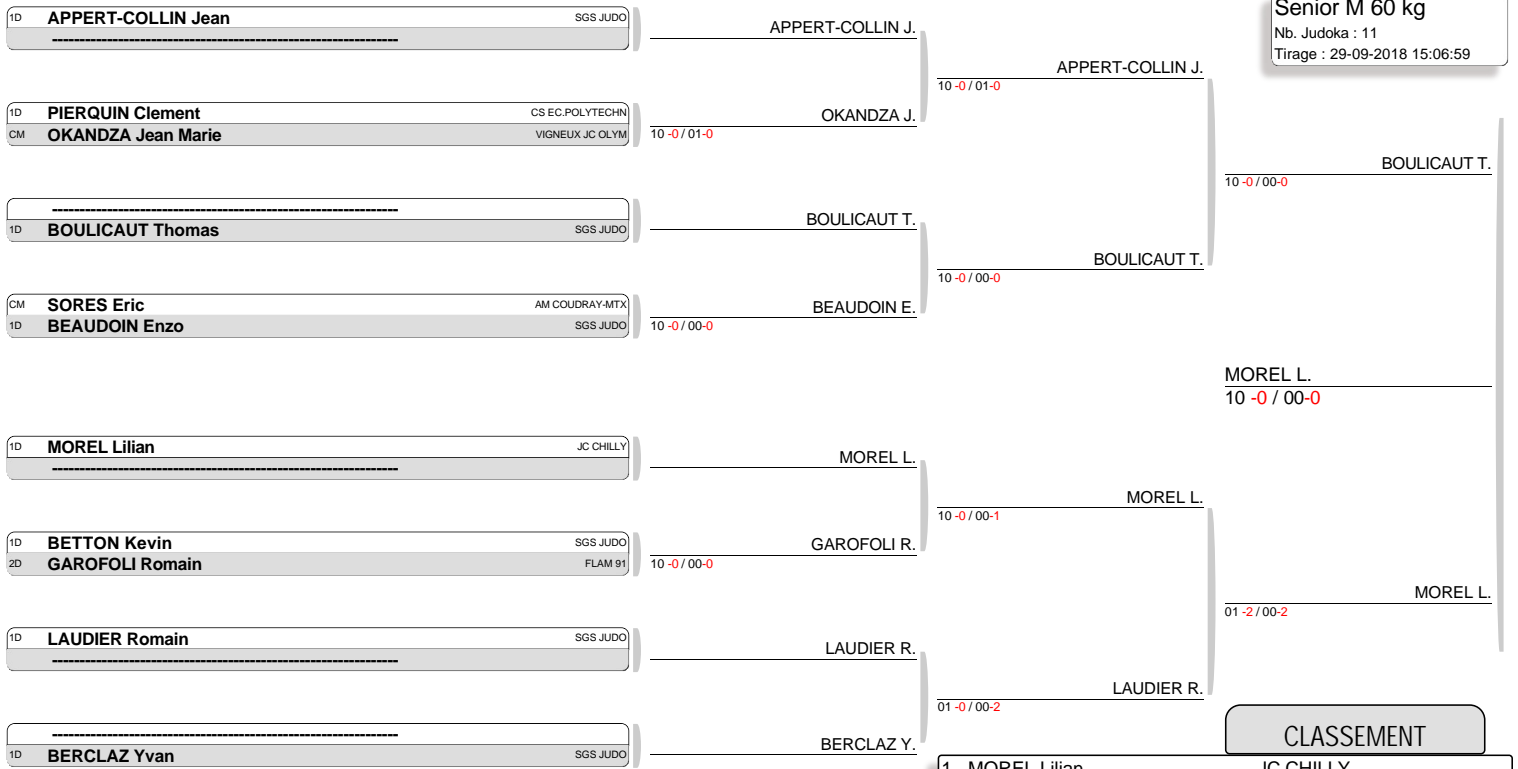 Senior M 60 kg
Nb. Judoka : 11
Tirage : 29-09-2018 15:06:59
1D APPERT-COLLIN Jean SGS JUDO
------------------------------------------------------------------
APPERT-COLLIN J.
APPERT-COLLIN J.
10 -0 / 01-0
1D PIERQUIN Clement CS EC.POLYTECHN
CM OKANDZA Jean Marie VIGNEUX JC OLYM
OKANDZA J.
10 -0 / 01-0
BOULICAUT T.
10 -0 / 00-0
------------------------------------------------------------------
1D BOULICAUT Thomas SGS JUDO
BOULICAUT T.
BOULICAUT T.
10 -0 / 00-0
CM SORES Eric AM COUDRAY-MTX
1D BEAUDOIN Enzo SGS JUDO
BEAUDOIN E.
10 -0 / 00-0
MOREL L.
10 -0 / 00-0
1D MOREL Lilian JC CHILLY
------------------------------------------------------------------
MOREL L.
MOREL L.
10 -0 / 00-1
1D BETTON Kevin SGS JUDO
2D GAROFOLI Romain FLAM 91
GAROFOLI R.
10 -0 / 00-0
MOREL L.
01 -2 / 00-2
1D LAUDIER Romain SGS JUDO
------------------------------------------------------------------
LAUDIER R.
LAUDIER R.
01 -0 / 00-2
------------------------------------------------------------------
1D BERCLAZ Yvan SGS JUDO
BERCLAZ Y.
CLASSEMENT
1 MOREL Lilian JC CHILLY